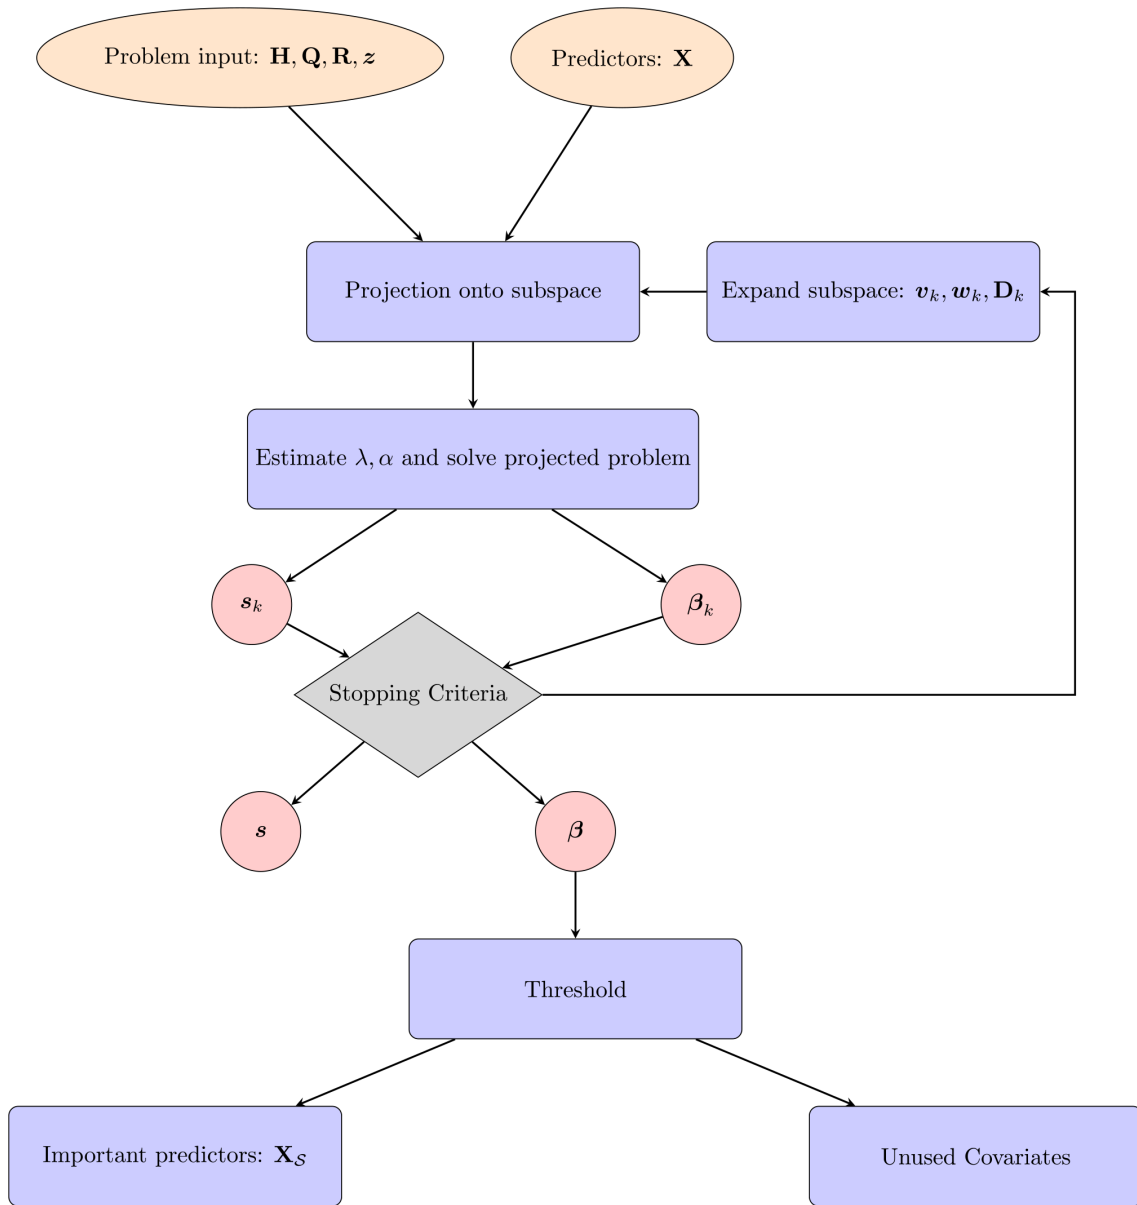 Problem input: H, Q, R, z
Predictors: X
Projection onto subspace
Expand subspace: v_k, w_k, D_k
Estimate λ, α and solve projected problem
s_k
β_k
Stopping Criteria
s
β
Threshold
Important predictors: X_𝒮
Unused Covariates